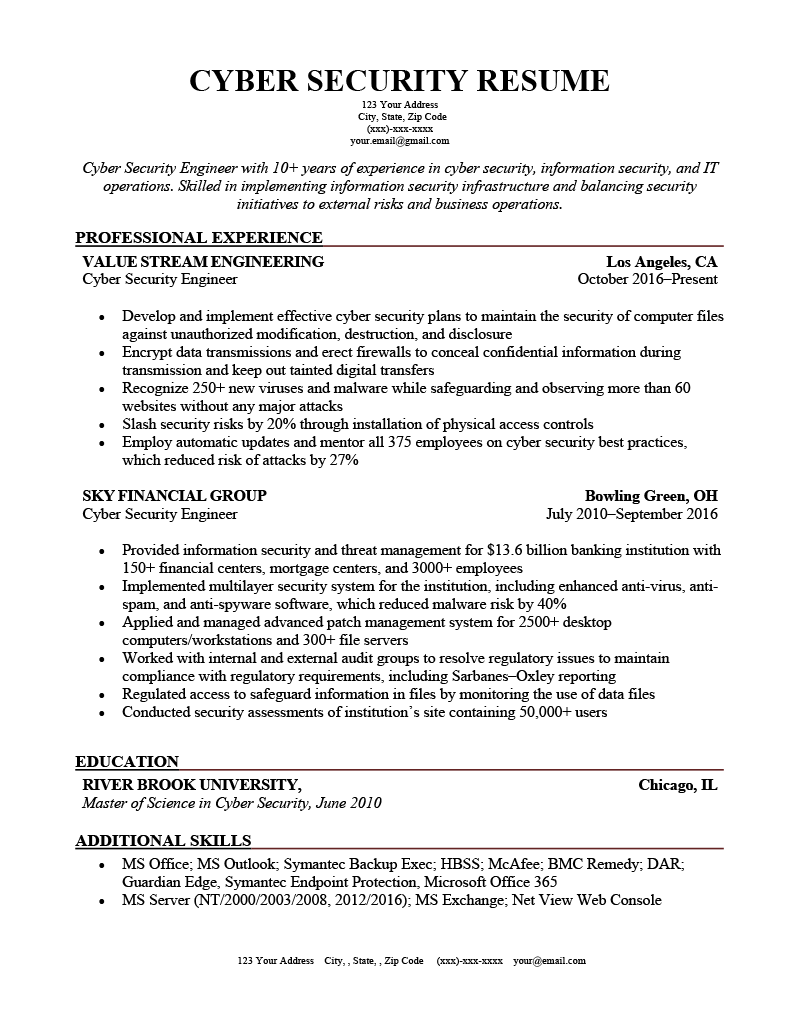 CYBER SECURITY RESUME
123 Your Address
City, State, Zip Code
(xxx)-xxx-xxxx
your.email@gmail.com
Cyber Security Engineer with 10+ years of experience in cyber security, information security, and IT
operations. Skilled in implementing information security infrastructure and balancing security
initiatives to external risks and business operations.
PROFESSIONAL EXPERIENCE
VALUE STREAM ENGINEERING Los Angeles, CA
Cyber Security Engineer October 2016–Present
• Develop and implement effective cyber security plans to maintain the security of computer files
against unauthorized modification, destruction, and disclosure
• Encrypt data transmissions and erect firewalls to conceal confidential information during
transmission and keep out tainted digital transfers
• Recognize 250+ new viruses and malware while safeguarding and observing more than 60
websites without any major attacks
• Slash security risks by 20% through installation of physical access controls
• Employ automatic updates and mentor all 375 employees on cyber security best practices,
which reduced risk of attacks by 27%
SKY FINANCIAL GROUP Bowling Green, OH
Cyber Security Engineer July 2010–September 2016
• Provided information security and threat management for $13.6 billion banking institution with
150+ financial centers, mortgage centers, and 3000+ employees
• Implemented multilayer security system for the institution, including enhanced anti-virus, anti-
spam, and anti-spyware software, which reduced malware risk by 40%
• Applied and managed advanced patch management system for 2500+ desktop
computers/workstations and 300+ file servers
• Worked with internal and external audit groups to resolve regulatory issues to maintain
compliance with regulatory requirements, including Sarbanes–Oxley reporting
• Regulated access to safeguard information in files by monitoring the use of data files
• Conducted security assessments of institution’s site containing 50,000+ users
EDUCATION
RIVER BROOK UNIVERSITY, Chicago, IL
Master of Science in Cyber Security, June 2010
ADDITIONAL SKILLS
• MS Office; MS Outlook; Symantec Backup Exec; HBSS; McAfee; BMC Remedy; DAR;
Guardian Edge, Symantec Endpoint Protection, Microsoft Office 365
• MS Server (NT/2000/2003/2008, 2012/2016); MS Exchange; Net View Web Console
123 Your Address City, , State, , Zip Code (xxx)-xxx-xxxx your@email.com